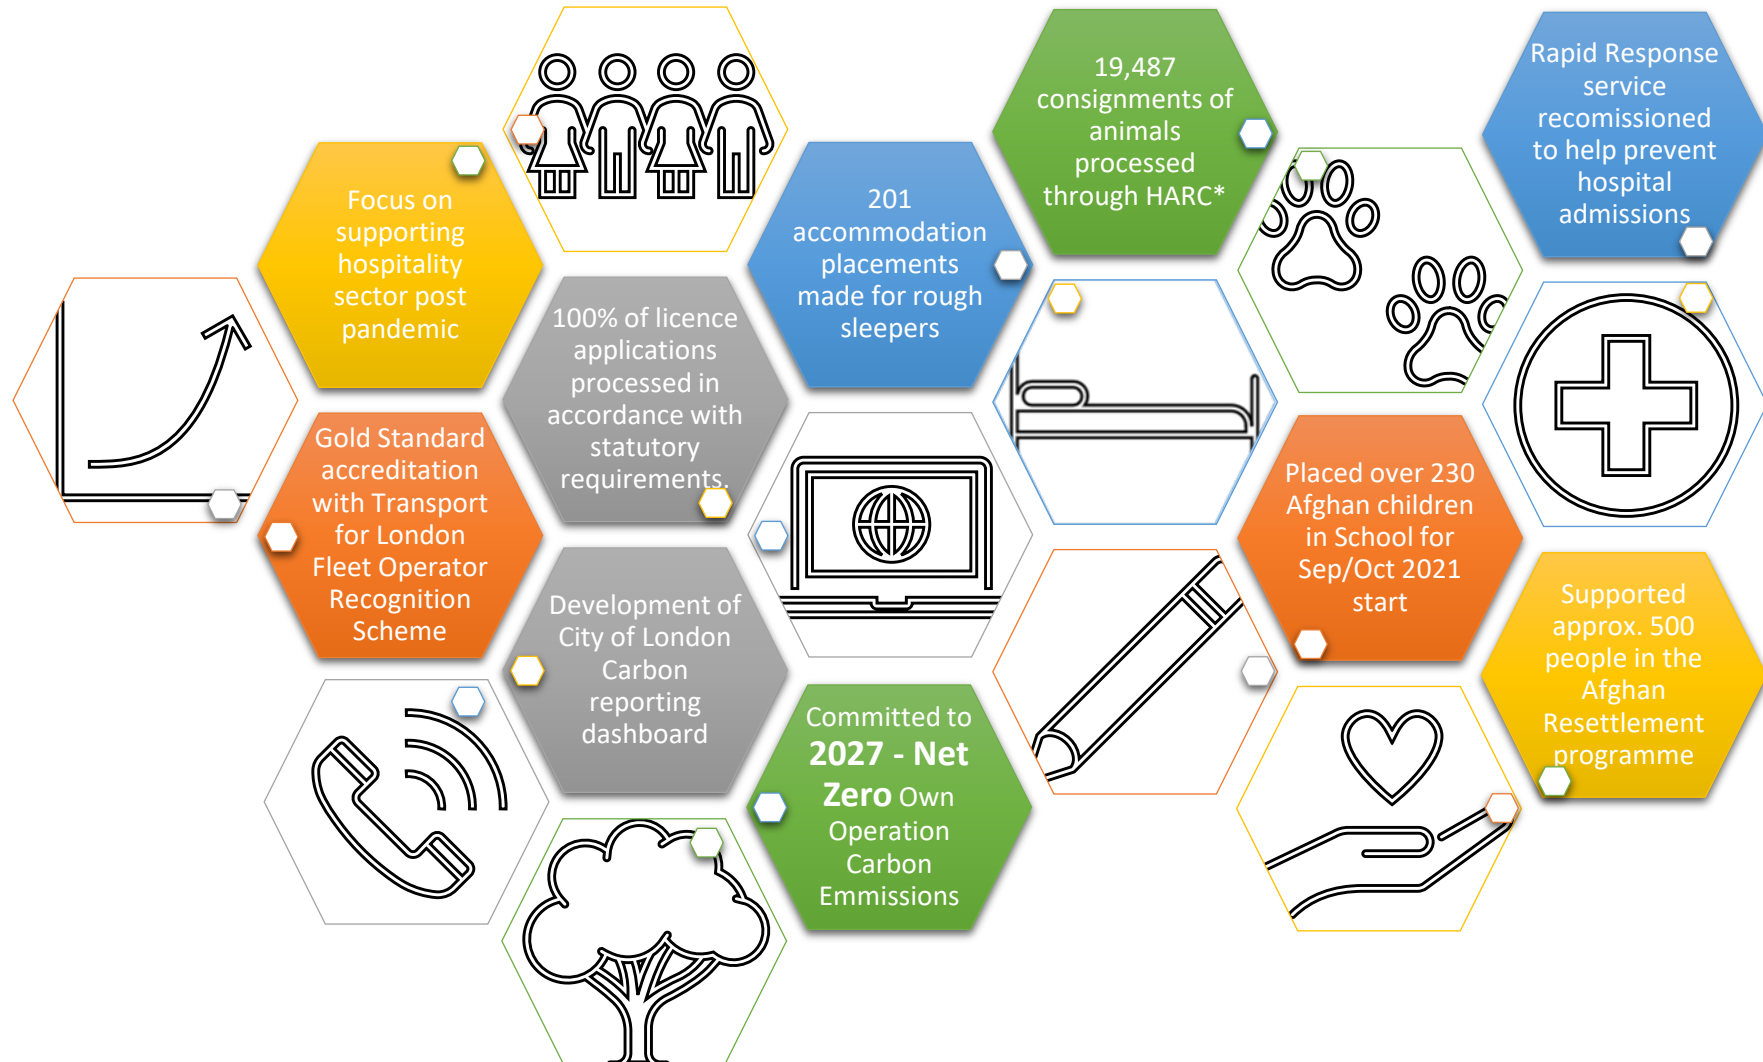 Focus on
supporting
hospitality
sector post
pandemic
Gold Standard
accreditation
with Transport
for London
Fleet Operator
Recognition
Scheme
100% of licence
applications
processed in
accordance with
statutory
requirements.
Development of
City of London
Carbon
reporting
dashboard
201
accommodation
placements
made for rough
sleepers
Committed to
2027 - Net
Zero Own
Operation
Carbon
Emmissions
19,487
consignments of
animals
processed
through HARC*
Placed over 230
Afghan children
in School for
Sep/Oct 2021
start
Rapid Response
service
recomissioned
to help prevent
hospital
admissions
Supported
approx. 500
people in the
Afghan
Resettlement
programme